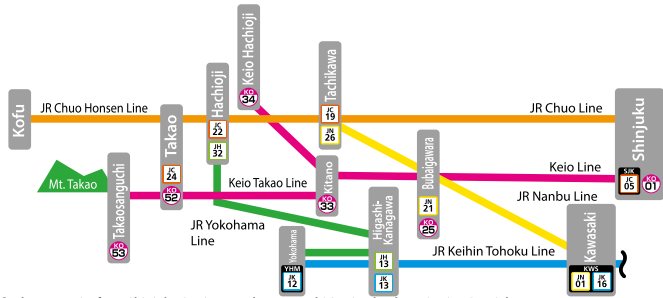 Keio Hachioji
KO
34
Tachikawa
JC
19
JN
26
Hachioji
JC
22
JH
32
Kofu
JR Chuo Honsen Line
JR Chuo Line
Shinjuku
SJK
JC
05
KO
01
Takao
JC
24
KO
52
Mt. Takao
Takaosanguchi
KO
53
Keio Takao Line
Kitano
KO
33
Bubaigawara
JN
21
KO
25
Keio Line
JR Nanbu Line
JR Yokohama
Line
Higashi-
Kanagawa
JH
13
JK
13
Yokohama
YHM
JK
12
JR Keihin Tohoku Line
Kawasaki
KWS
JN
01
JK
16